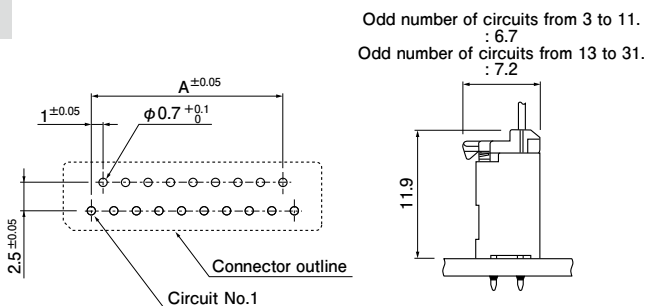 Odd number of circuits from 3 to 11.
: 6.7
Odd number of circuits from 13 to 31.
: 7.2
A±0.05
1±0.05
φ0.7 +0.1 0
11.9
2.5±0.05
Connector outline
Circuit No.1